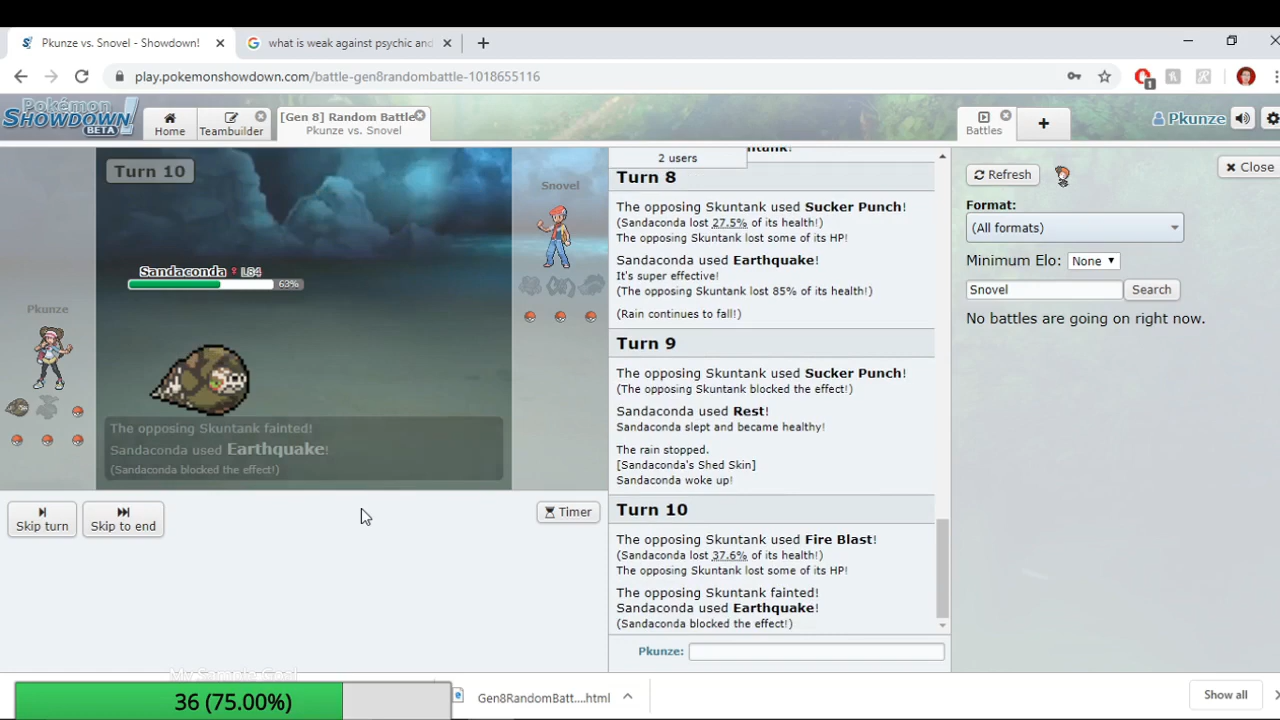 Pkunze vs. Snovel - Showdown!
what is weak against psychic and
play.pokemonshowdown.com/battle-gen8randombattle-1018655116
1
Pokémon
SHOWDOWN!
BETA
Home
Teambuilder
[Gen 8] Random Battle
Pkunze vs. Snovel
Battles
Pkunze
Turn 10
Snovel
Sandaconda L84
63%
Pkunze
The opposing Skuntank fainted!
Sandaconda used Earthquake!
(Sandaconda blocked the effect!)
Skip turn
Skip to end
Timer
2 users
Turn 8
The opposing Skuntank used Sucker Punch!
(Sandaconda lost 27.5% of its health!)
The opposing Skuntank lost some of its HP!
Sandaconda used Earthquake!
It's super effective!
(The opposing Skuntank lost 85% of its health!)
(Rain continues to fall!)
Turn 9
The opposing Skuntank used Sucker Punch!
(The opposing Skuntank blocked the effect!)
Sandaconda used Rest!
Sandaconda slept and became healthy!
The rain stopped.
[Sandaconda's Shed Skin]
Sandaconda woke up!
Turn 10
The opposing Skuntank used Fire Blast!
(Sandaconda lost 37.6% of its health!)
The opposing Skuntank lost some of its HP!
The opposing Skuntank fainted!
Sandaconda used Earthquake!
(Sandaconda blocked the effect!)
Pkunze:
Refresh
Close
Format:
(All formats)
Minimum Elo: None
Snovel
Search
No battles are going on right now.
My Sample Goal
36 (75.00%)
Gen8RandomBatt....html
Show all